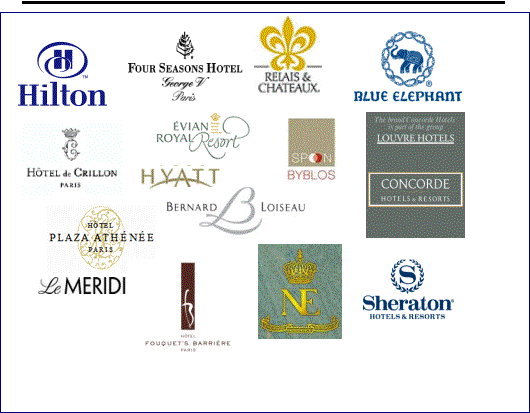 Hilton
™
FOUR SEASONS HOTEL
George V
Paris
RELAIS &
CHATEAUX.
BLUE ELEPHANT
®
HÔTEL de CRILLON
PARIS
ÉVIAN
ROYAL Resort
HYATT
SPOON
BYBLOS
The brand Concorde Hotels
is part of the group
LOUVRE HOTELS
CONCORDE
HOTELS & RESORTS
BERNARD B LOISEAU
HÔTEL
PLAZA ATHÉNÉE
PARIS
Le MERIDI
HÔTEL
FOUQUET'S BARRIÈRE
PARIS
NE
S
Sheraton®
HOTELS & RESORTS